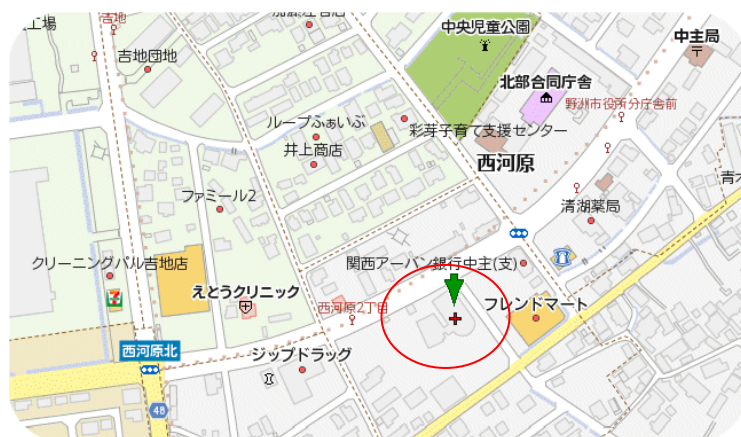 工場
吉地
中央児童公園
中主局
吉地団地
北部合同庁舎
野洲市役所分庁舎前
ループふぁいぶ
彩芽子育て支援センター
井上商店
西河原
ファミール2
清湖薬局
クリーニングパル吉地店
関西アーバン銀行中主(支)
えとうクリニック
西河原2丁目
フレンドマート
西河原北
ジップドラッグ
48